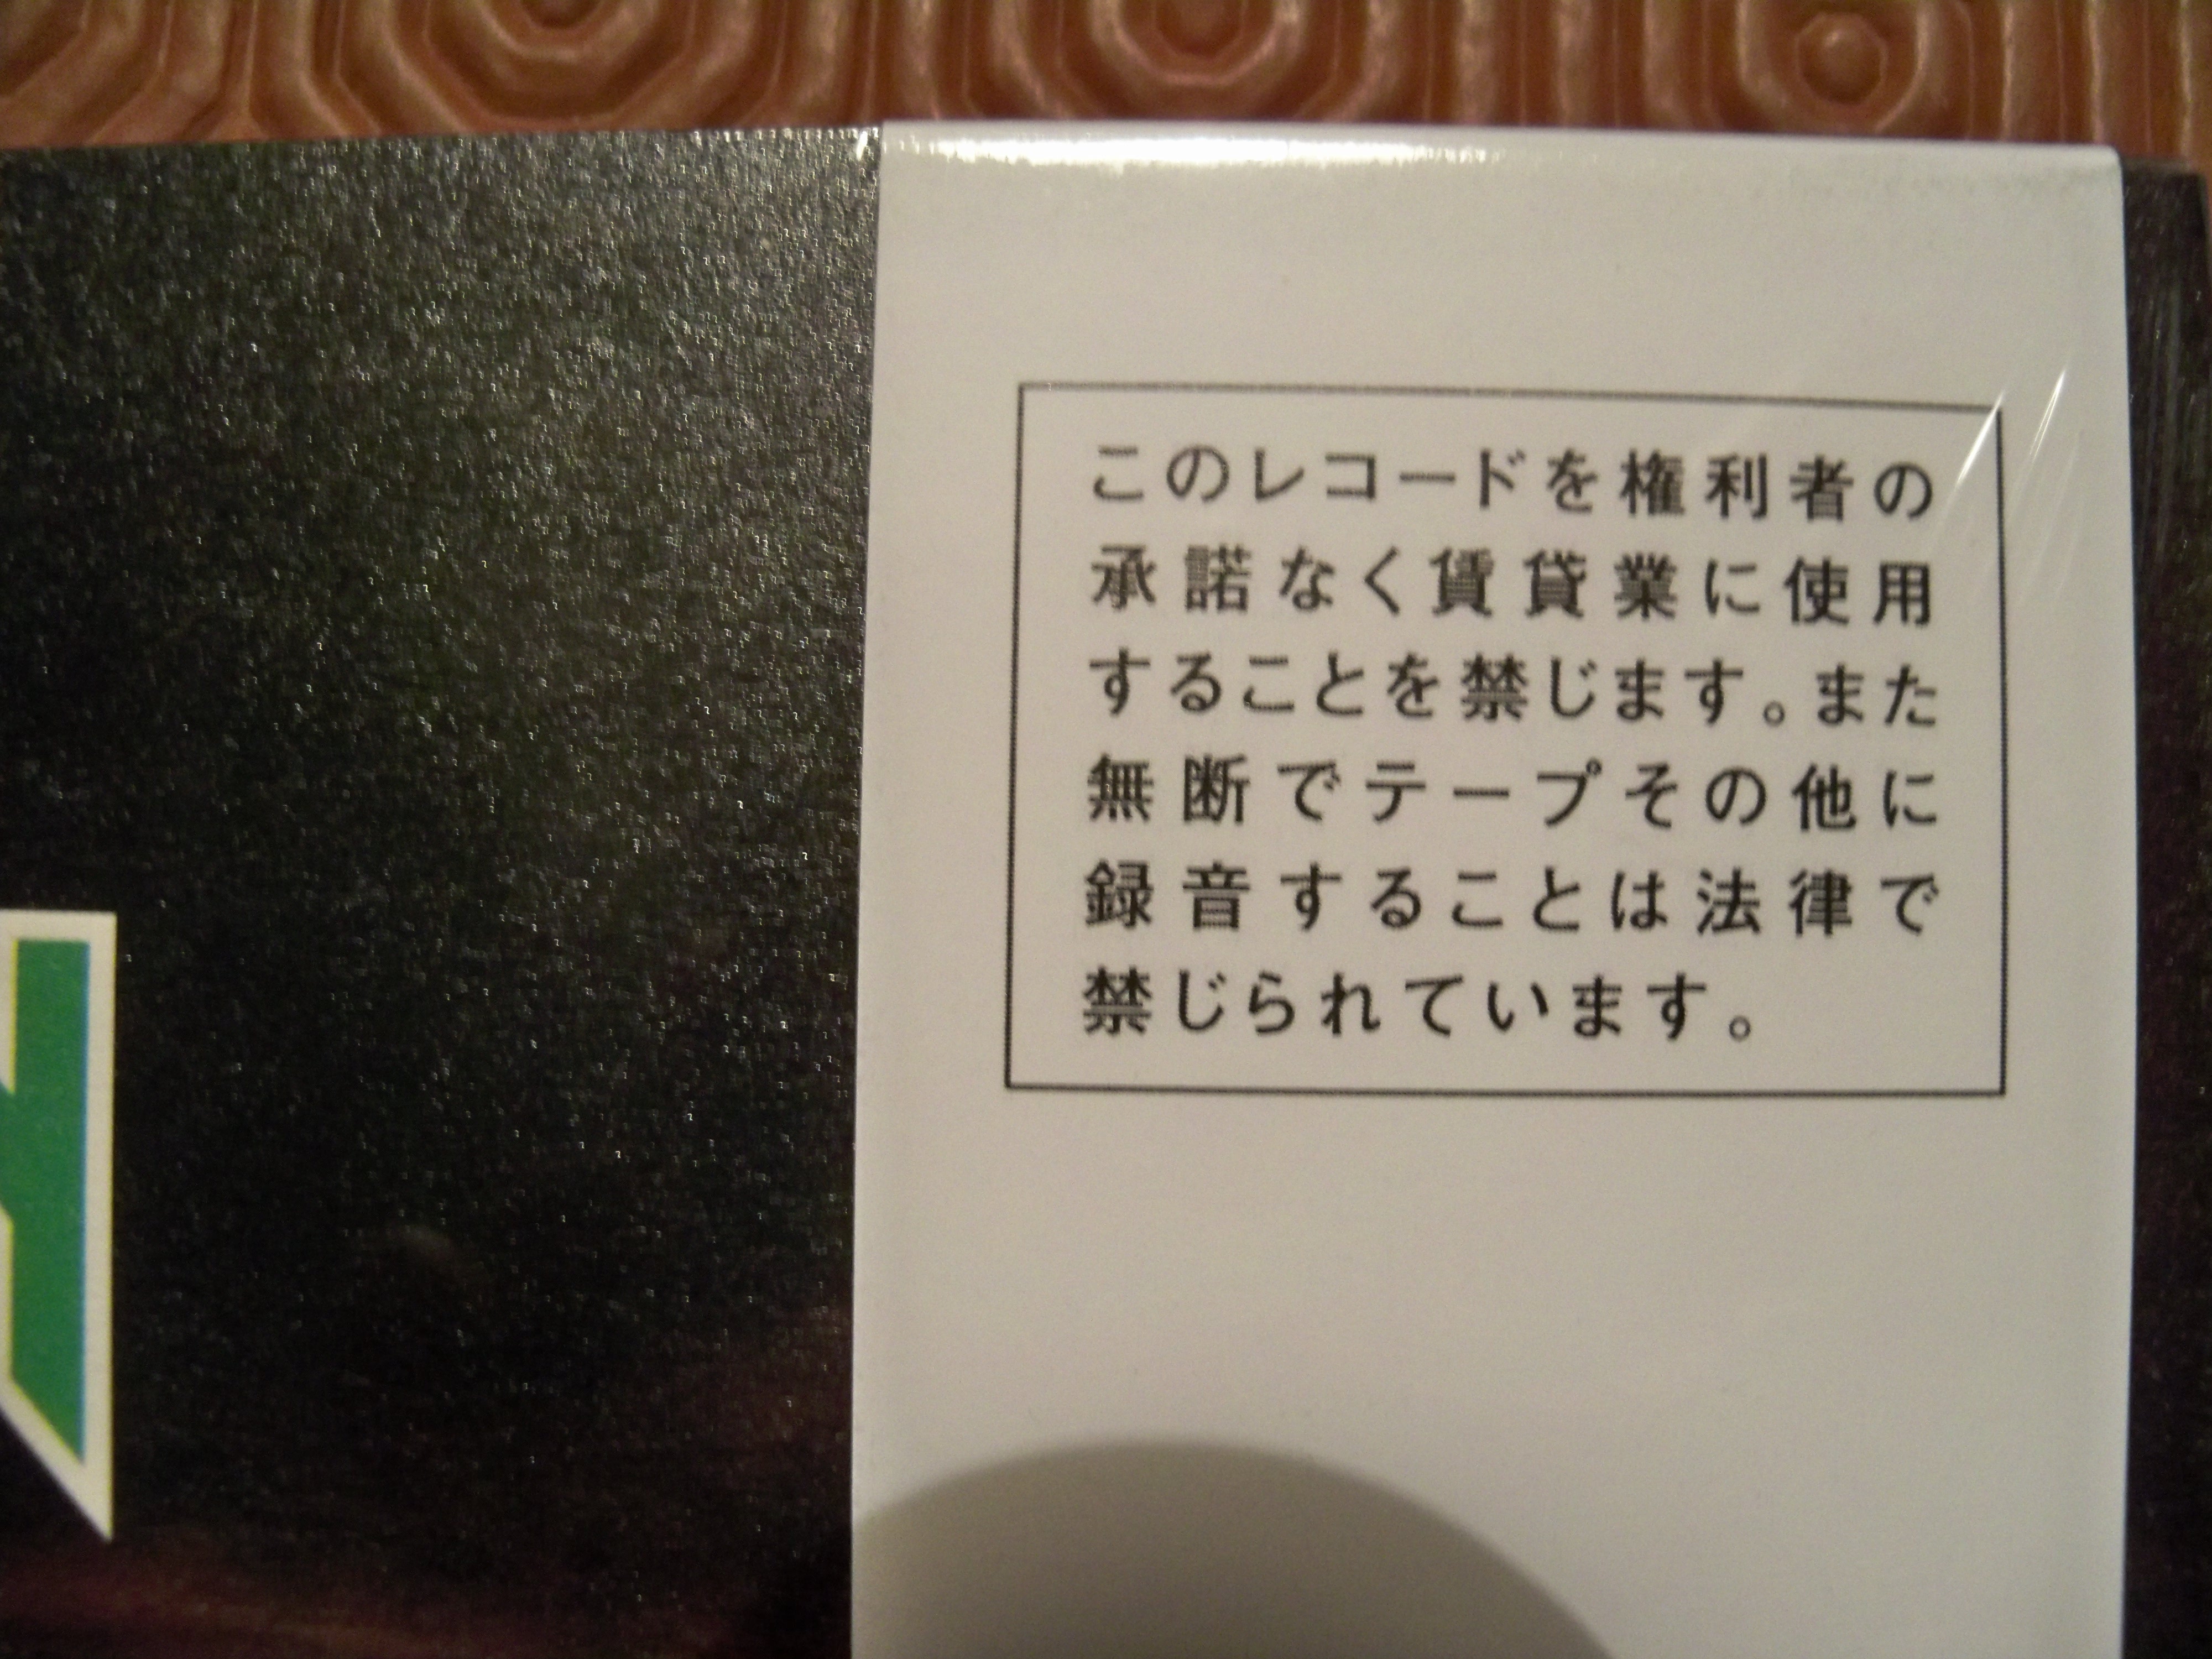 このレコードを権利者の
承諾なく賃貸業に使用
することを禁じます。また
無断でテープその他に
録音することは法律で
禁じられています。